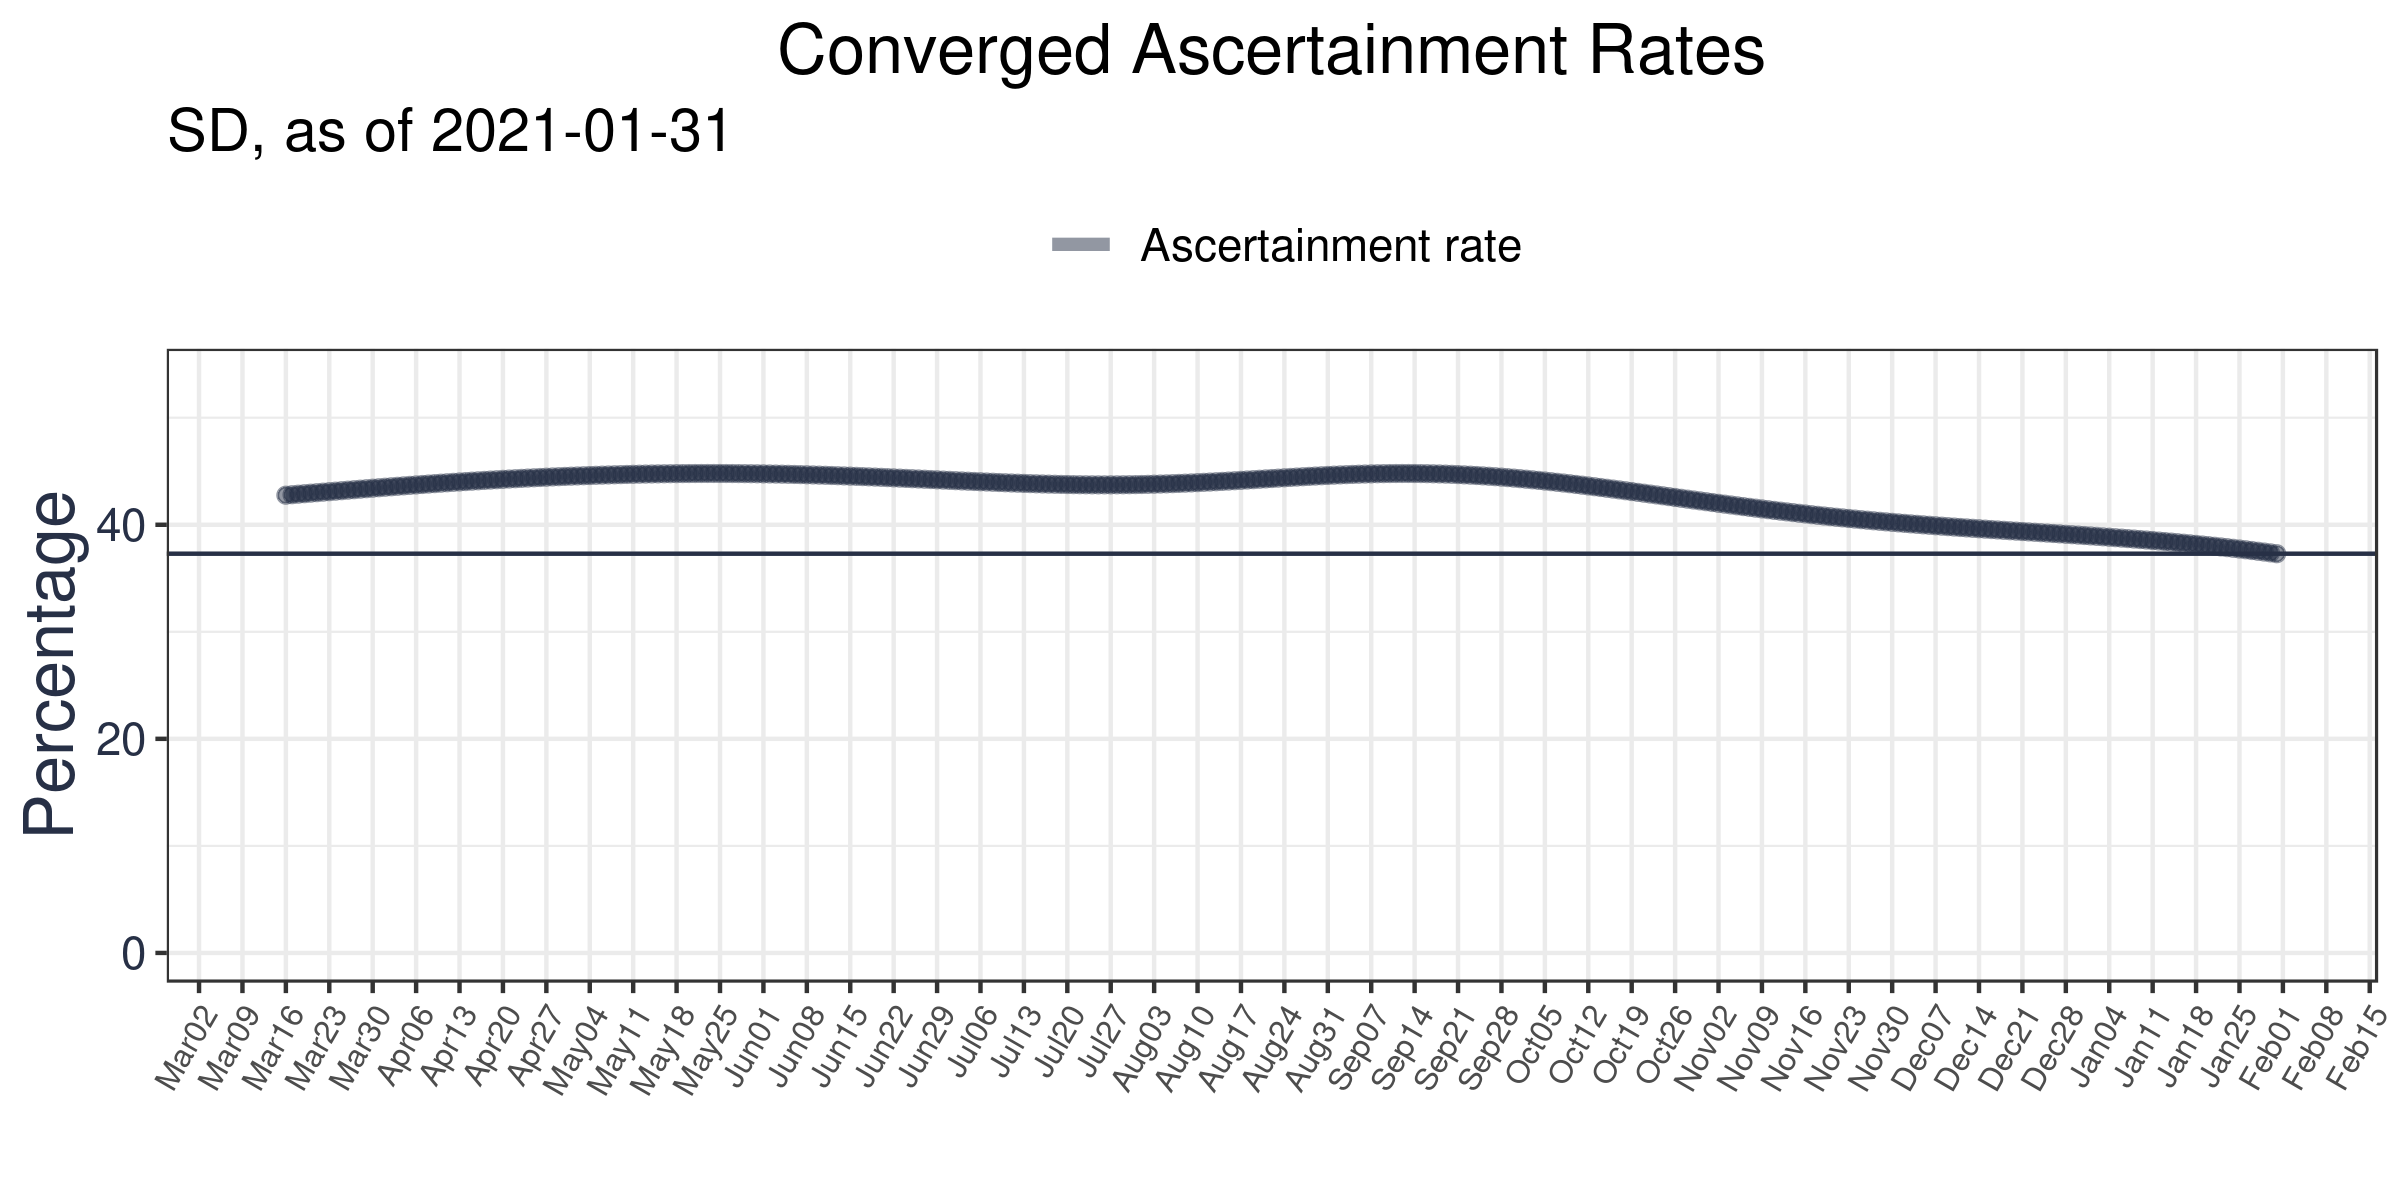 Converged Ascertainment Rates
SD, as of 2021-01-31
Ascertainment rate
Percentage
40
20
0
Mar02
Mar09
Mar16
Mar23
Mar30
Apr06
Apr13
Apr20
Apr27
May04
May11
May18
May25
Jun01
Jun08
Jun15
Jun22
Jun29
Jul06
Jul13
Jul20
Jul27
Aug03
Aug10
Aug17
Aug24
Aug31
Sep07
Sep14
Sep21
Sep28
Oct05
Oct12
Oct19
Oct26
Nov02
Nov09
Nov16
Nov23
Nov30
Dec07
Dec14
Dec21
Dec28
Jan04
Jan11
Jan18
Jan25
Feb01
Feb08
Feb15